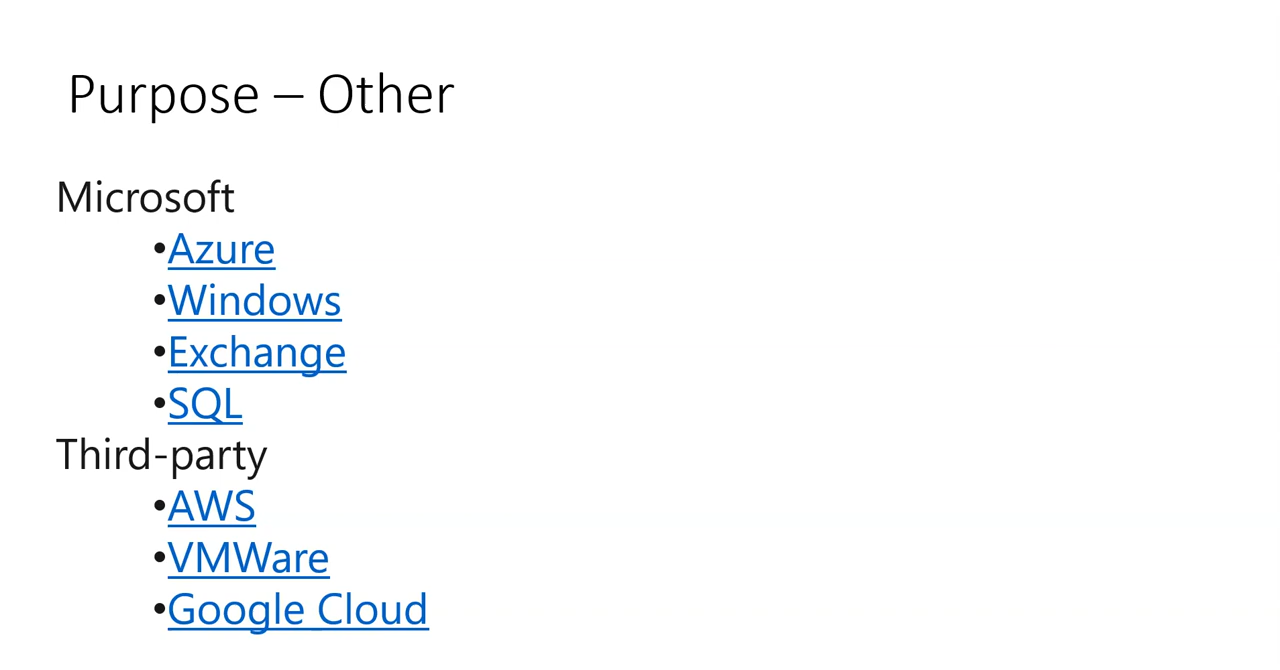 Purpose – Other
Microsoft
•Azure
•Windows
•Exchange
•SQL
Third-party
•AWS
•VMWare
•Google Cloud